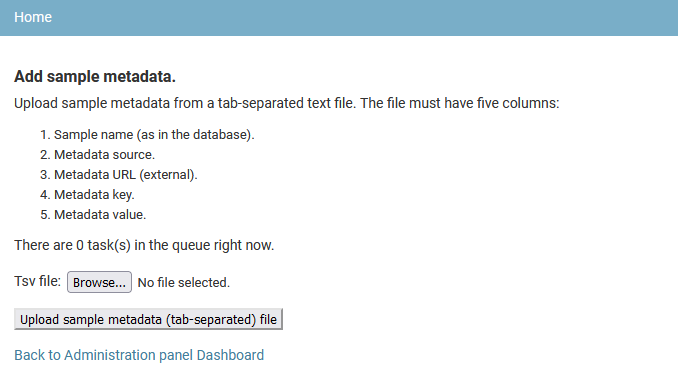 Home
Add sample metadata.
Upload sample metadata from a tab-separated text file. The file must have five columns:
1. Sample name (as in the database).
2. Metadata source.
3. Metadata URL (external).
4. Metadata key.
5. Metadata value.
There are 0 task(s) in the queue right now.
Tsv file: Browse... No file selected.
Upload sample metadata (tab-separated) file
Back to Administration panel Dashboard